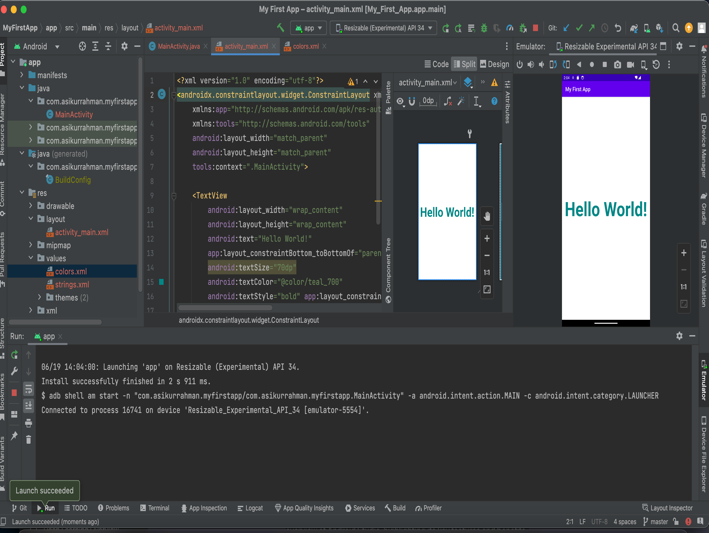 My First App – activity_main.xml [My_First_App.app.main]
MyFirstApp app src main res layout activity_main.xml
app
Resizable (Experimental) API 34
Git:
Project
Android
MainActivity.java
activity_main.xml
colors.xml
Emulator:
Resizable (Experimental) API 34
Code
Split
Design
app
manifests
java
com.asikurrahman.myfirstapp
MainActivity
com.asikurrahman.myfirstapp
com.asikurrahman.myfirstapp
java (generated)
com.asikurrahman.myfirstapp
BuildConfig
res
drawable
layout
activity_main.xml
mipmap
values
colors.xml
strings.xml
themes (2)
xml
1 <?xml version="1.0" encoding="utf-8"?>
2 <androidx.constraintlayout.widget.ConstraintLayout
3 xmlns:app="http://schemas.android.com/apk/res-aut
4 xmlns:tools="http://schemas.android.com/tools"
5 android:layout_width="match_parent"
6 android:layout_height="match_parent"
7 tools:context=".MainActivity">
8
9 <TextView
10 android:layout_width="wrap_content"
11 android:layout_height="wrap_content"
12 android:text="Hello World!"
13 app:layout_constraintBottom_toBottomOf="paren
14 android:textSize="70dp"
15 android:textColor="@color/teal_700"
16 android:textStyle="bold" app:layout_constrain
androidx.constraintlayout.widget.ConstraintLayout
1
activity_main.xml
0dp
Palette
Component Tree
Attributes
Hello World!
1:1
My First App
Hello World!
1:1
Resource Manager
Commit
Pull Requests
Structure
Bookmarks
Build Variants
Notifications
Device Manager
Gradle
Layout Validation
Emulator
Device File Explorer
Run:
app
06/19 14:04:00: Launching 'app' on Resizable (Experimental) API 34.
Install successfully finished in 2 s 911 ms.
$ adb shell am start -n "com.asikurrahman.myfirstapp/com.asikurrahman.myfirstapp.MainActivity" -a android.intent.action.MAIN -c android.intent.category.LAUNCHER
Connected to process 16741 on device 'Resizable_Experimental_API_34 [emulator-5554]'.
Launch succeeded
Git
Run
TODO
Problems
Terminal
App Inspection
Logcat
App Quality Insights
Services
Build
Profiler
Layout Inspector
Launch succeeded (moments ago)
2:1 LF UTF-8 4 spaces master